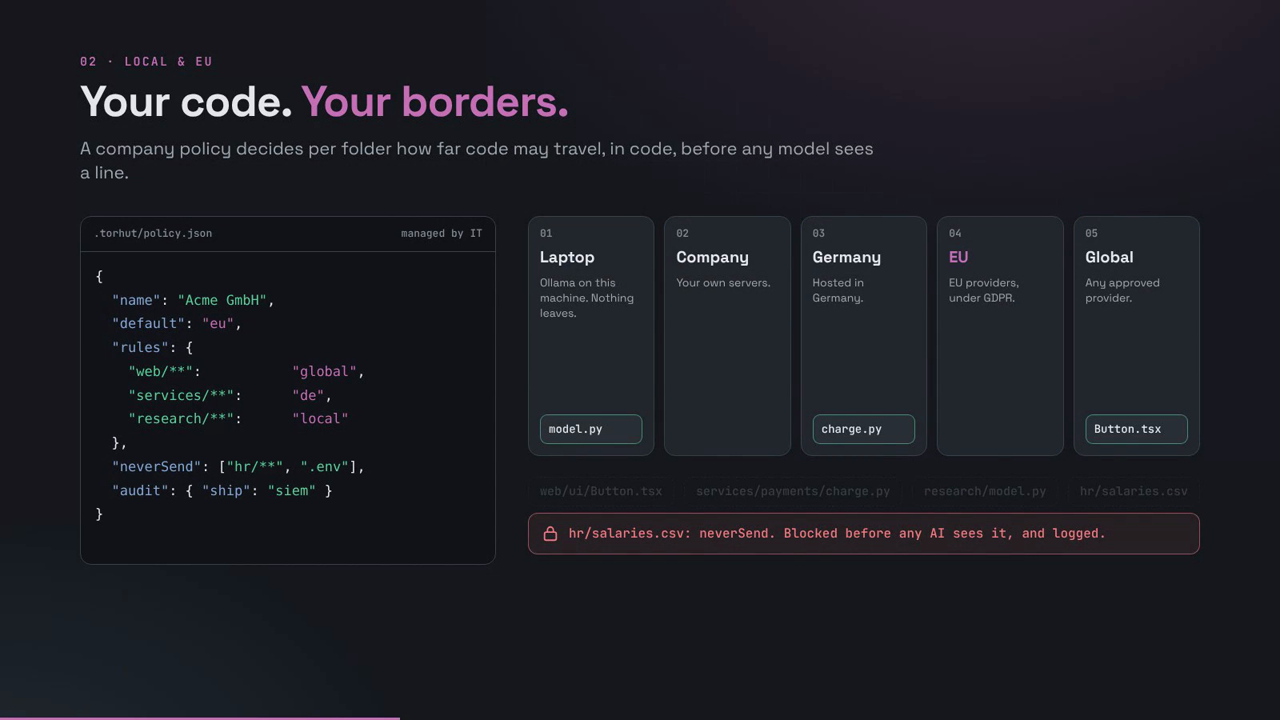 02 · LOCAL & EU
Your code. Your borders.
A company policy decides per folder how far code may travel, in code, before any model sees
a line.
.torhut/policy.json managed by IT
{
"name": "Acme GmbH",
"default": "eu",
"rules": {
"web/**": "global",
"services/**": "de",
"research/**": "local"
},
"neverSend": ["hr/**", ".env"],
"audit": { "ship": "siem" }
}
01
Laptop
Ollama on this
machine. Nothing
leaves.
model.py
02
Company
Your own servers.
03
Germany
Hosted in
Germany.
charge.py
04
EU
EU providers,
under GDPR.
05
Global
Any approved
provider.
Button.tsx
web/ui/Button.tsx services/payments/charge.py research/model.py hr/salaries.csv
hr/salaries.csv: neverSend. Blocked before any AI sees it, and logged.